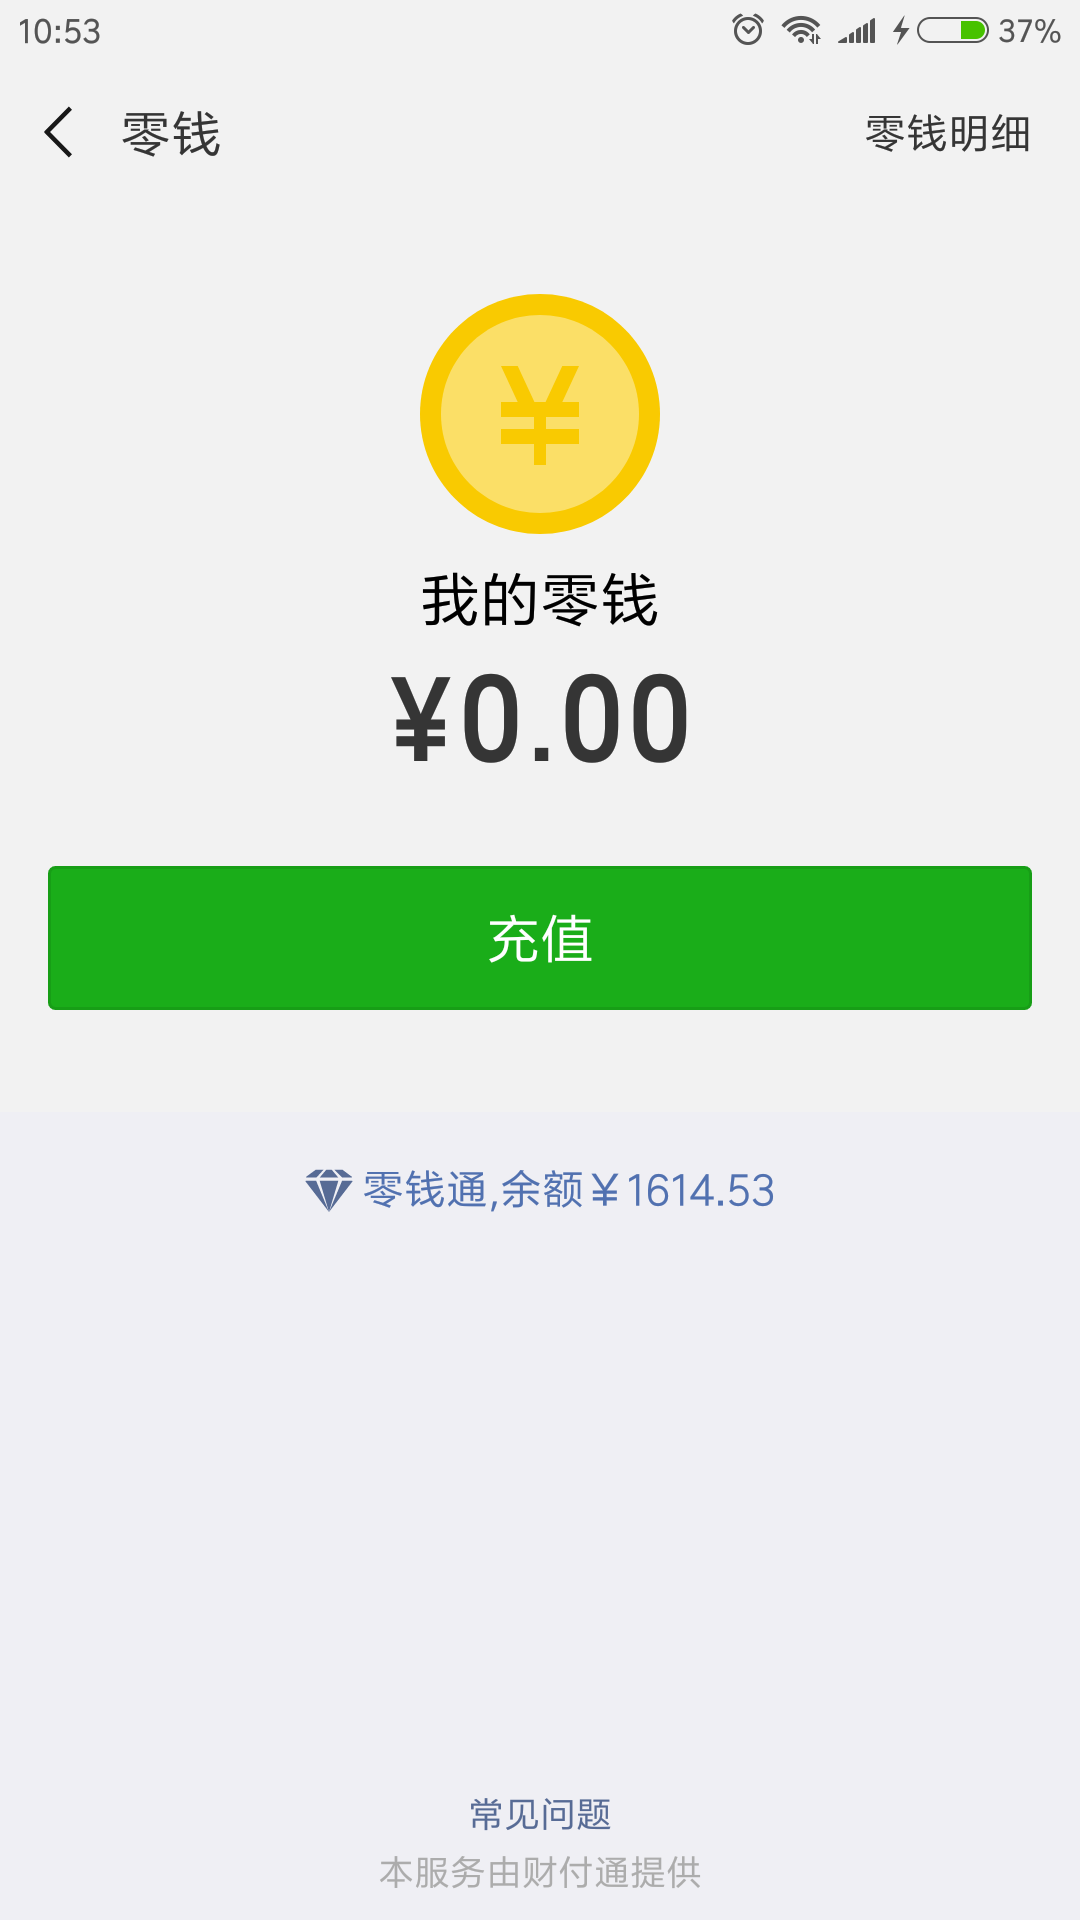 10:53 37%
零钱 零钱明细
¥
我的零钱
¥0.00
充值
零钱通,余额￥1614.53
常见问题
本服务由财付通提供